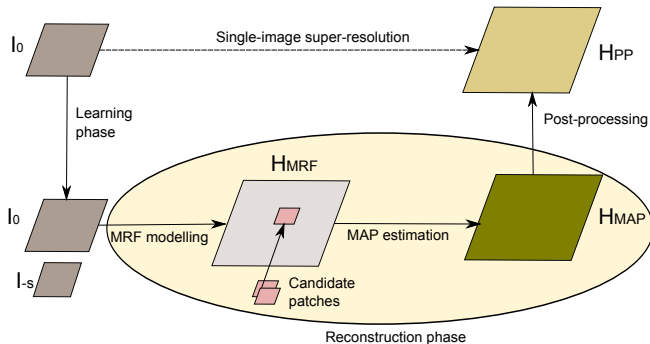 I0
Single-image super-resolution
HPP
Learning
phase
Post-processing
HMRF
I0
MRF modelling
MAP estimation
HMAP
I-s
Candidate
patches
Reconstruction phase